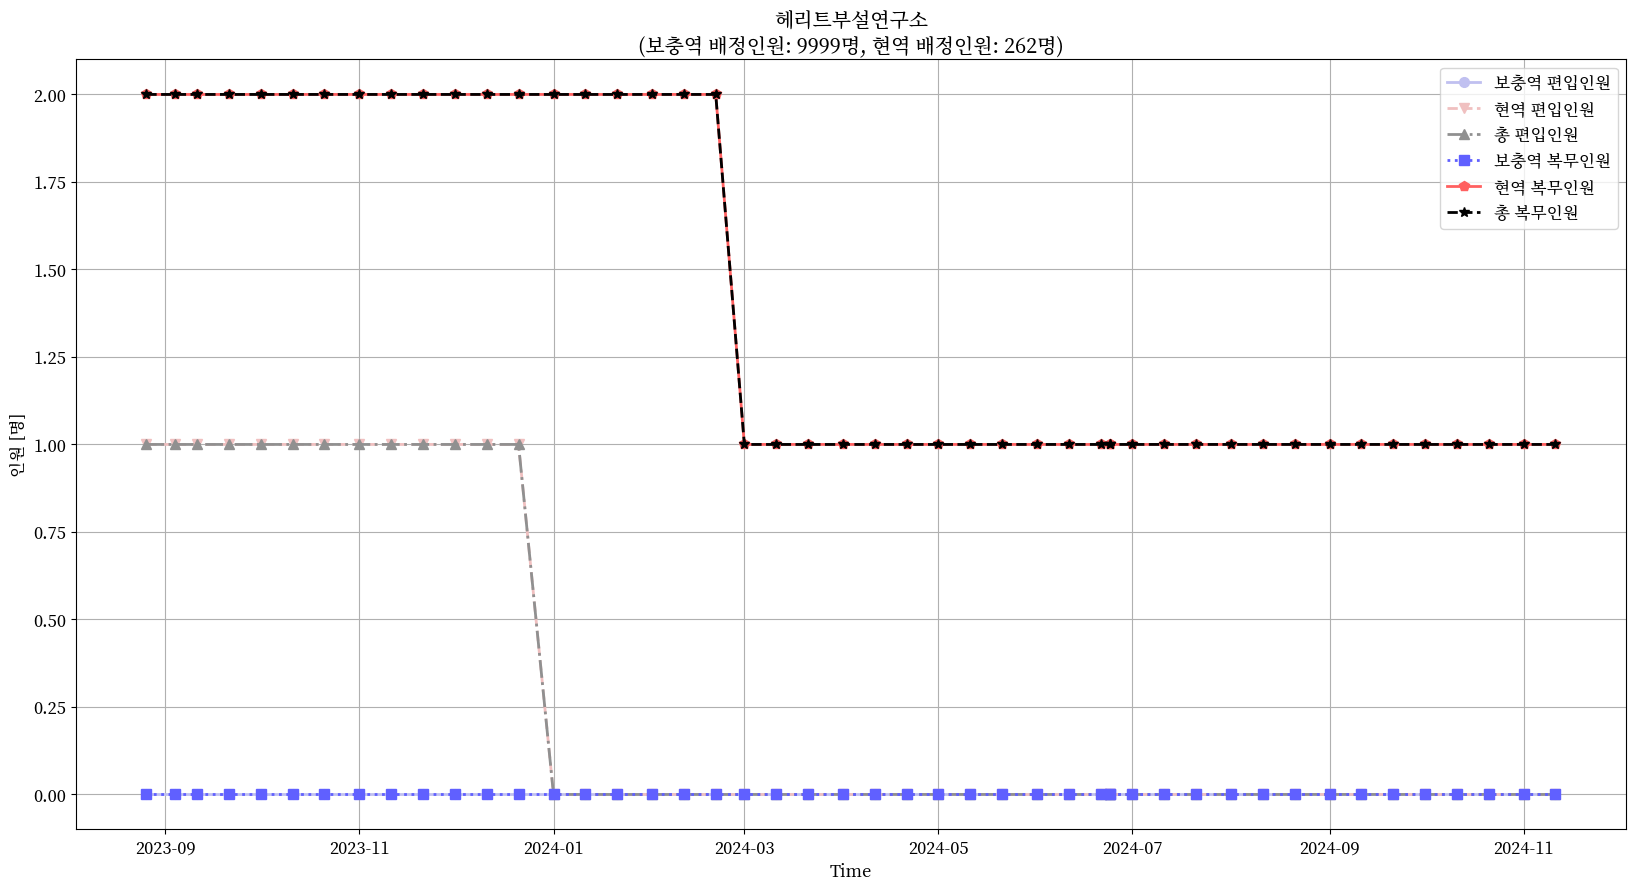 헤리트부설연구소
(보충역 배정인원: 9999명, 현역 배정인원: 262명)
보충역 편입인원
현역 편입인원
총 편입인원
보충역 복무인원
현역 복무인원
총 복무인원
2.00
1.75
1.50
1.25
1.00
0.75
0.50
0.25
0.00
인원 [명]
2023-09
2023-11
2024-01
2024-03
2024-05
2024-07
2024-09
2024-11
Time